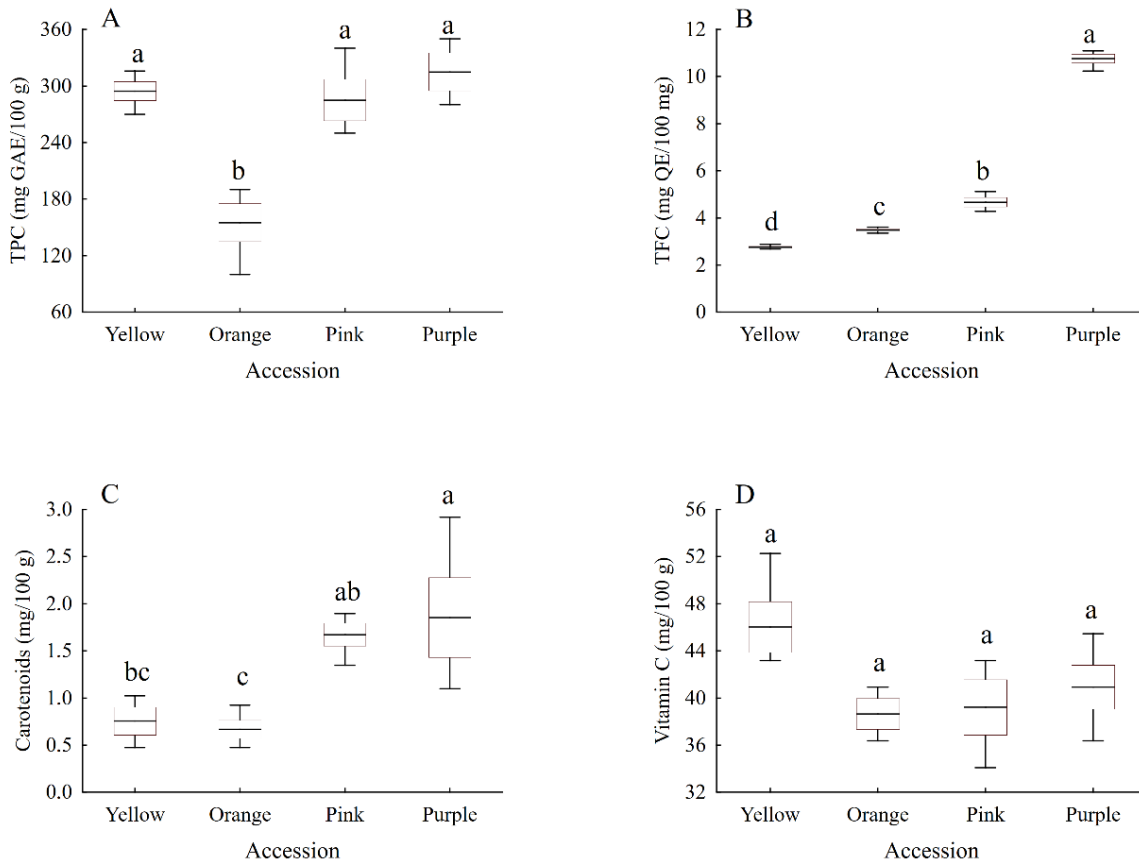 A
TPC (mg GAE/100 g)
360
300
240
180
120
60
a
b
a
a
Yellow
Orange
Pink
Purple
Accession
B
TFC (mg QE/100 mg)
12
10
8
6
4
2
0
d
c
b
a
Yellow
Orange
Pink
Purple
Accession
C
Carotenoids (mg/100 g)
3.0
2.5
2.0
1.5
1.0
0.5
0.0
bc
c
ab
a
Yellow
Orange
Pink
Purple
Accession
D
Vitamin C (mg/100 g)
56
52
48
44
40
36
32
a
a
a
a
Yellow
Orange
Pink
Purple
Accession